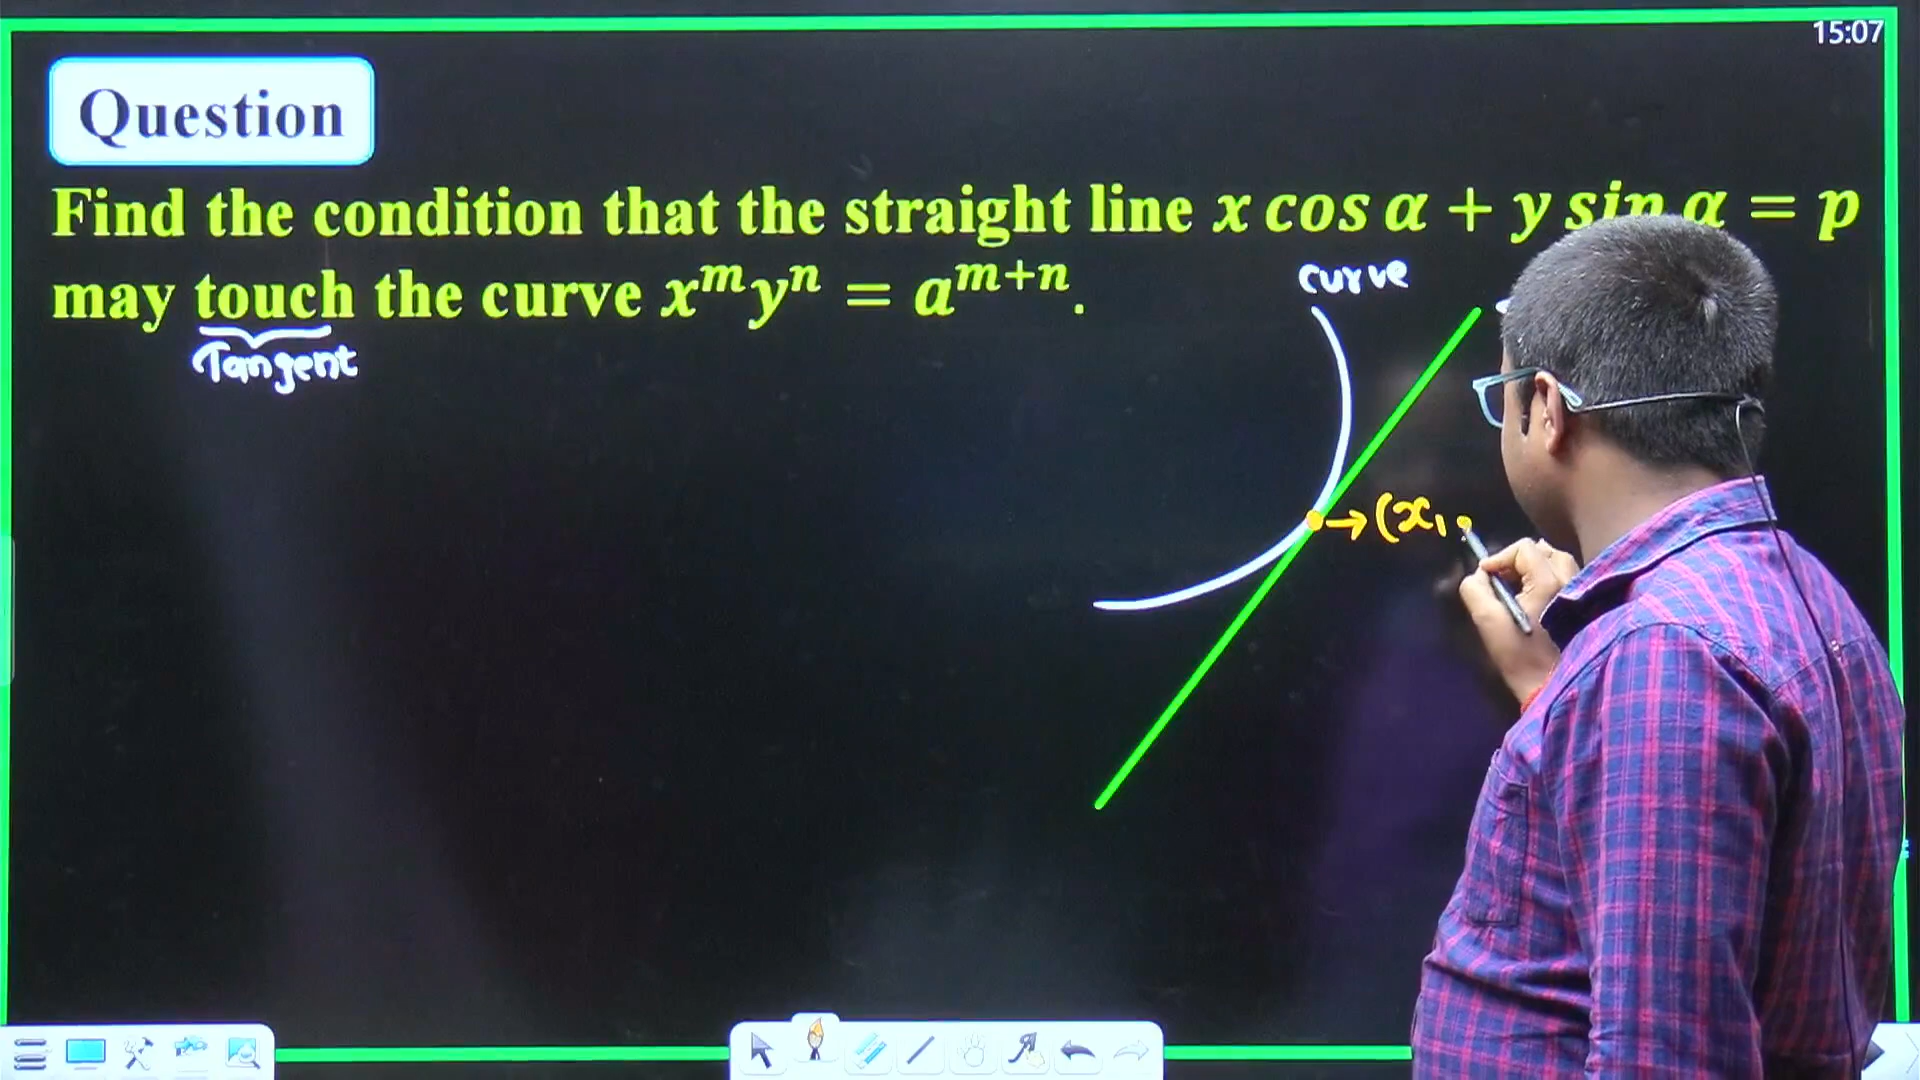 15:07
Question
Find the condition that the straight line x cos α + y sin α = p
may touch the curve x^m y^n = a^{m+n}.
curve
Tangent
→ (x₁